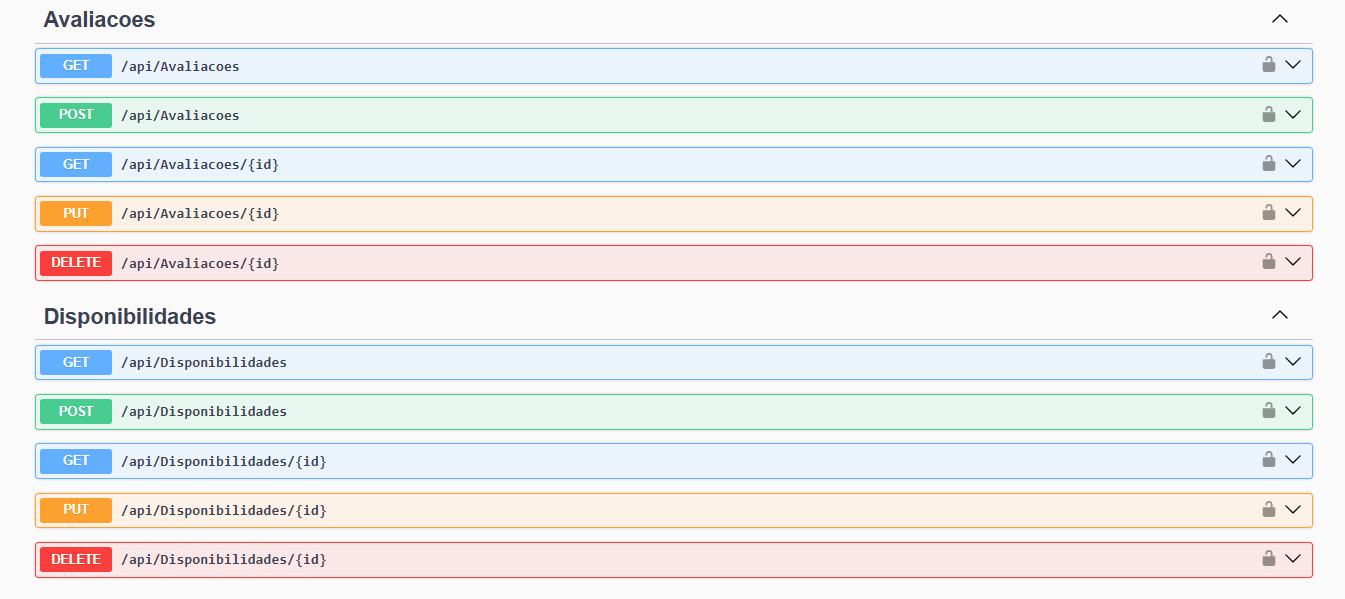 Avaliacoes
GET /api/Avaliacoes
POST /api/Avaliacoes
GET /api/Avaliacoes/{id}
PUT /api/Avaliacoes/{id}
DELETE /api/Avaliacoes/{id}
Disponibilidades
GET /api/Disponibilidades
POST /api/Disponibilidades
GET /api/Disponibilidades/{id}
PUT /api/Disponibilidades/{id}
DELETE /api/Disponibilidades/{id}